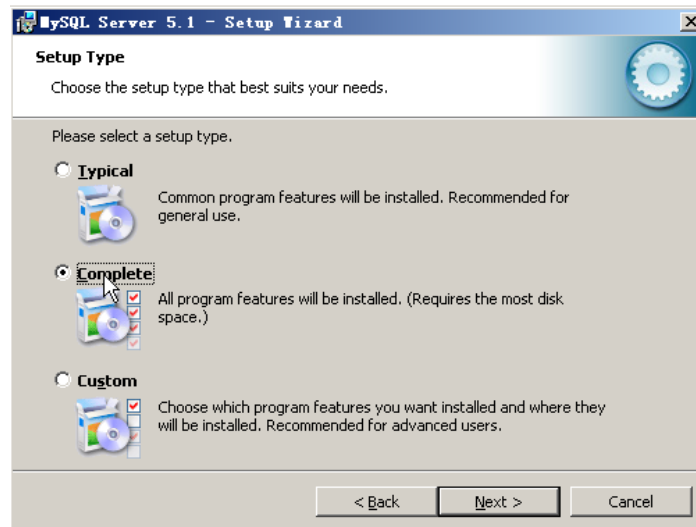 MySQL Server 5.1 - Setup Wizard
Setup Type
Choose the setup type that best suits your needs.
Please select a setup type.
Typical
Common program features will be installed. Recommended for
general use.
Complete
All program features will be installed. (Requires the most disk
space.)
Custom
Choose which program features you want installed and where they
will be installed. Recommended for advanced users.
< Back
Next >
Cancel